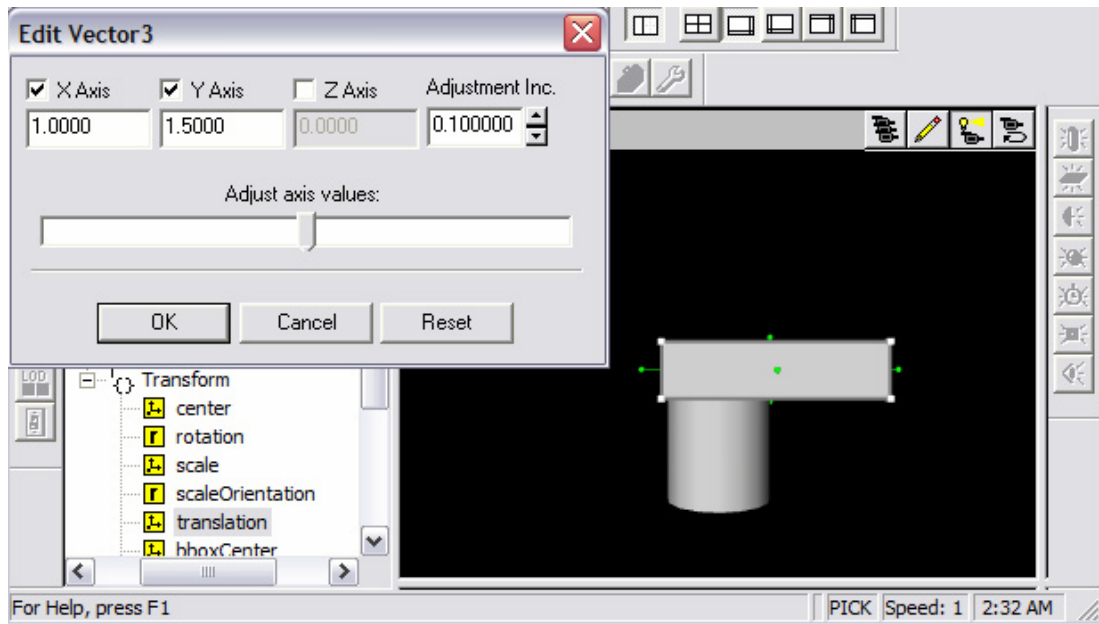 Edit Vector3
X Axis Y Axis Z Axis Adjustment Inc.
1.0000 1.5000 0.0000 0.100000
Adjust axis values:
OK Cancel Reset
LOD
Transform
center
r rotation
scale
r scaleOrientation
translation
bboxCenter
For Help, press F1 PICK Speed: 1 2:32 AM